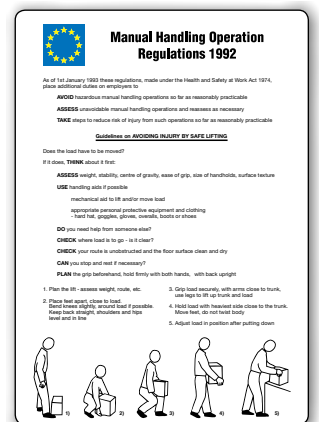 Manual Handling Operation
Regulations 1992
As of 1st January 1993 these regulations, made under the Health and Safety at Work Act 1974,
place additional duties on employers to
AVOID hazardous manual handling operations so far as reasonably practicable
ASSESS unavoidable manual handling operations and reassess as necessary
TAKE steps to reduce risk of injury from such operations so far as reasonably practicable
Guidelines on AVOIDING INJURY BY SAFE LIFTING
Does the load have to be moved?
If it does, THINK about it first:
ASSESS weight, stability, centre of gravity, ease of grip, size of handholds, surface texture
USE handling aids if possible
mechanical aid to lift and/or move load
appropriate personal protective equipment and clothing
- hard hat, goggles, gloves, overalls, boots or shoes
DO you need help from someone else?
CHECK where load is to go - is it clear?
CHECK your route is unobstructed and the floor surface clean and dry
CAN you stop and rest if necessary?
PLAN the grip beforehand, hold firmly with both hands, with back upright
1. Plan the lift - assess weight, route, etc.
2. Place feet apart, close to load.
Bend knees slightly, around load if possible.
Keep back straight, shoulders and hips
level and in line
3. Grip load securely, with arms close to trunk,
use legs to lift up trunk and load
4. Hold load with heaviest side close to the trunk.
Move feet, do not twist body
5. Adjust load in position after putting down
1)
2)
3)
4)
5)